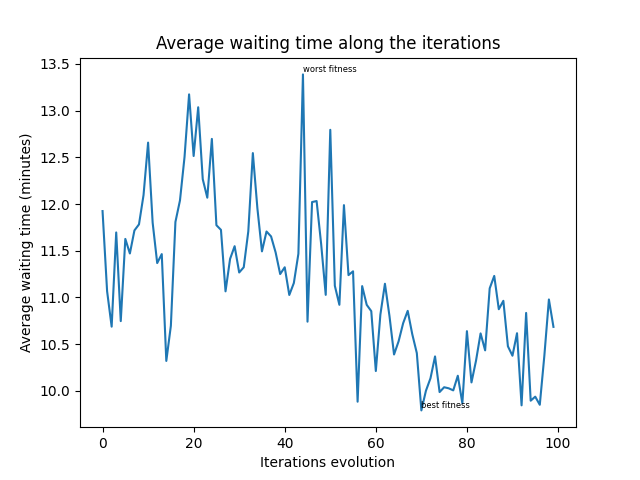 Average waiting time along the iterations
13.5
13.0
12.5
12.0
11.5
11.0
10.5
10.0
Average waiting time (minutes)
worst fitness
best fitness
0 20 40 60 80 100
Iterations evolution